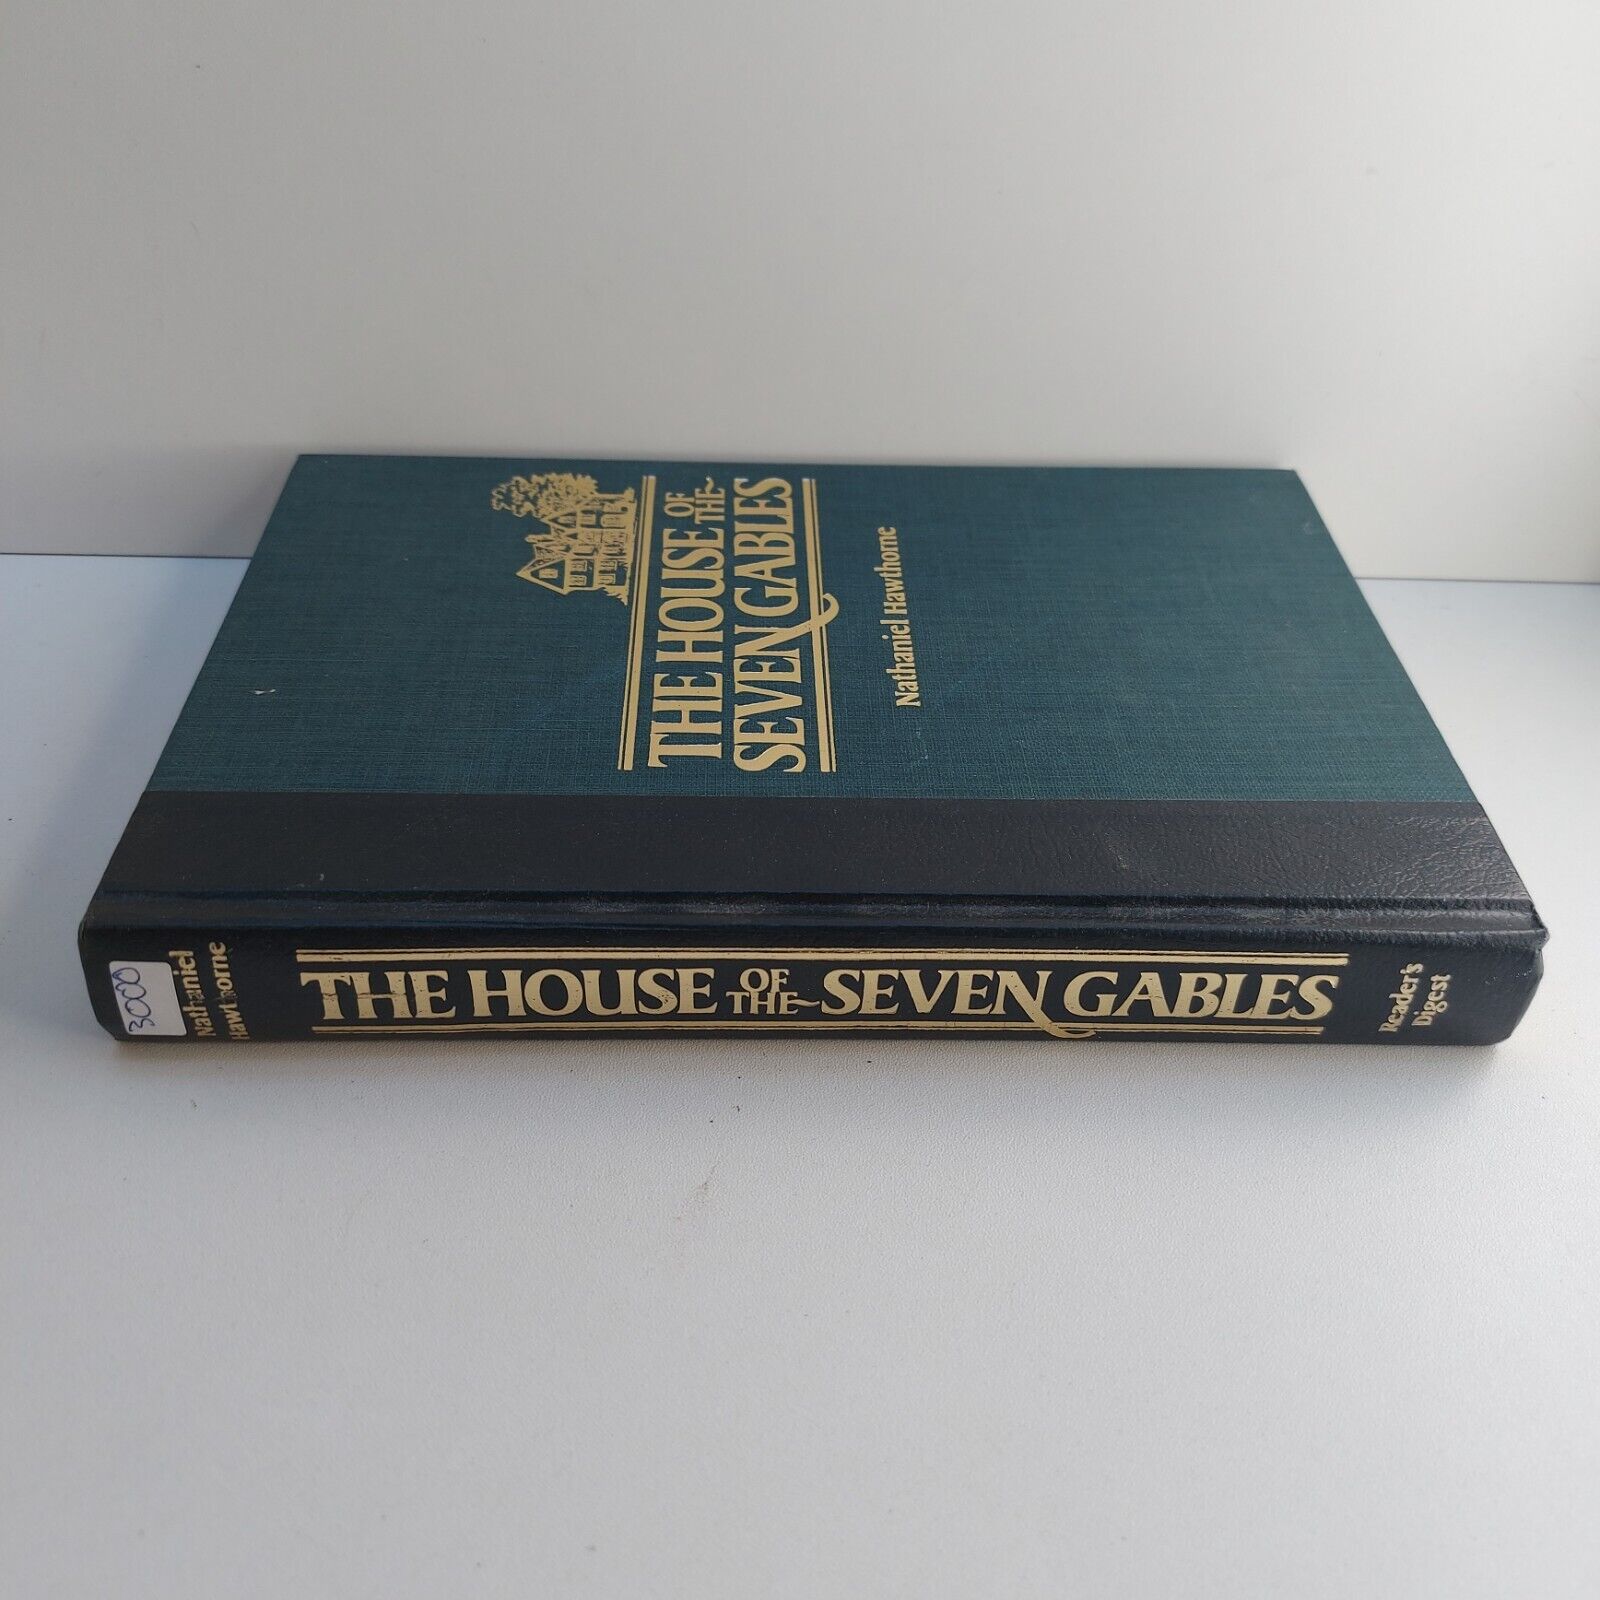 THE HOUSE OF THE
SEVEN GABLES
Nathaniel Hawthorne
3000
Nathaniel
Hawthorne
THE HOUSE OF THE SEVEN GABLES
Reader's
Digest